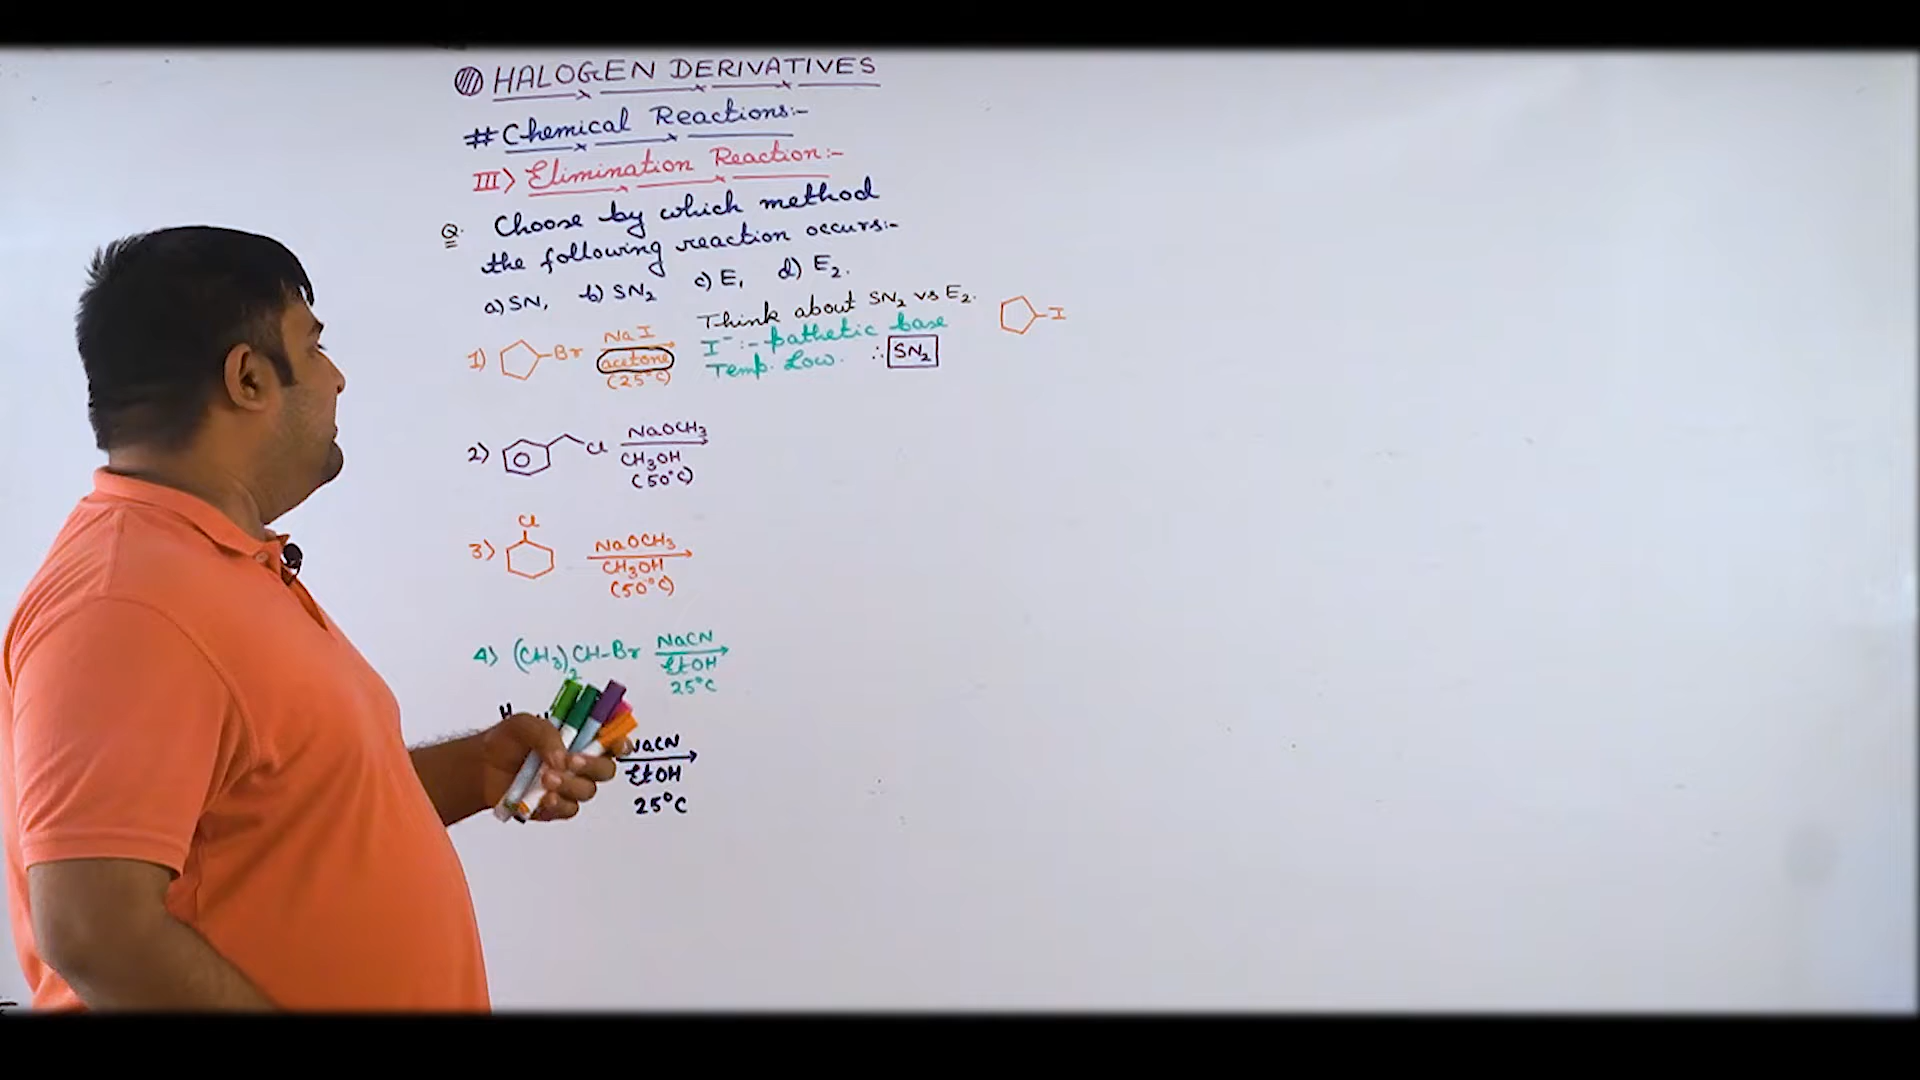 HALOGEN DERIVATIVES
# Chemical Reactions:-
III> Elimination Reaction:-
Q. Choose by which method
the following reaction occurs:-
a) SN1 b) SN2 c) E1 d) E2.
Think about SN2 vs E2.
1) Br NaI I⁻:- pathetic base I
acetone Temp. Low. ∴ SN2
(25°C)
2) Cl NaOCH3
CH3OH
(50°C)
Cl
3) NaOCH3
CH3OH
(50°C)
4) (CH3)2CH-Br NaCN
EtOH
25°C
H
NaCN
EtOH
25°C